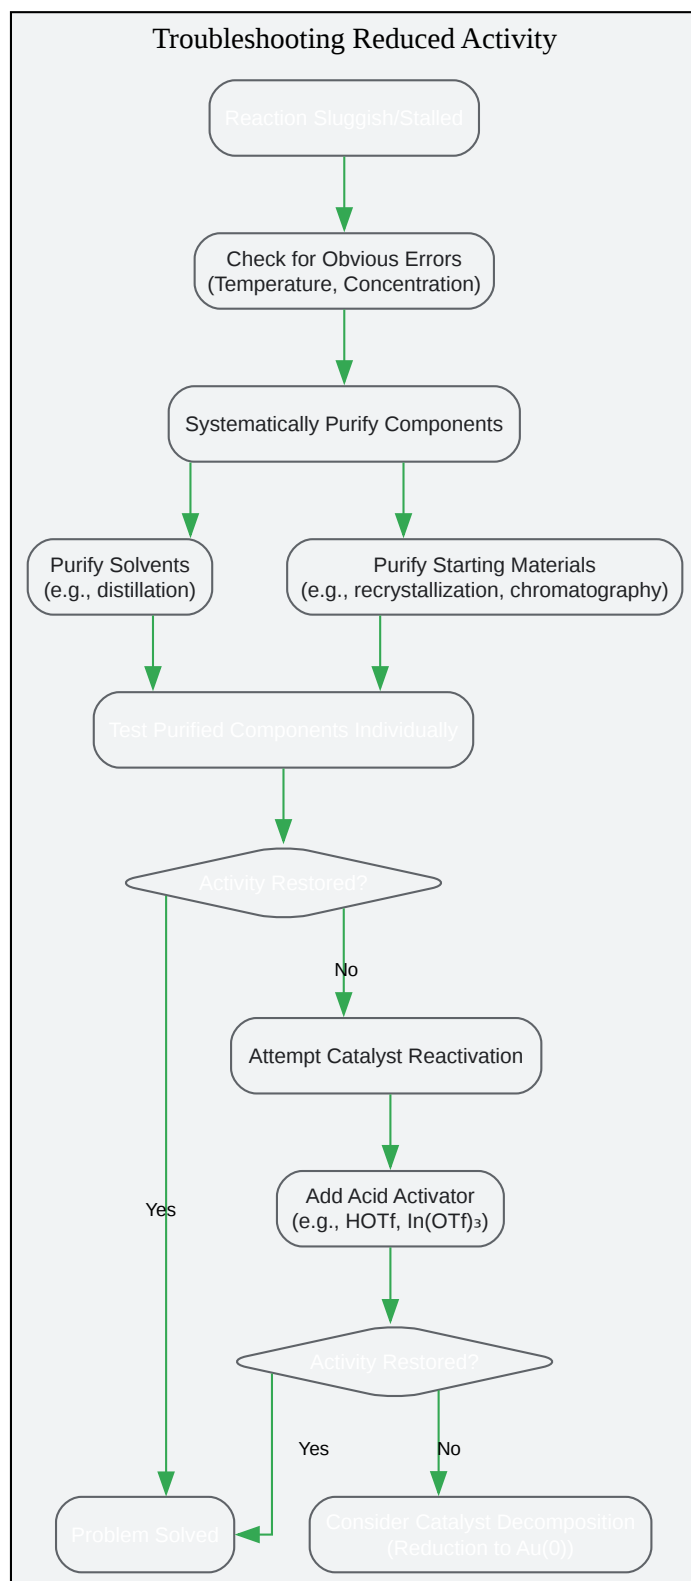 Troubleshooting Reduced Activity
Reaction Sluggish/Stalled
Check for Obvious Errors
(Temperature, Concentration)
Systematically Purify Components
Purify Solvents
(e.g., distillation)
Purify Starting Materials
(e.g., recrystallization, chromatography)
Test Purified Components Individually
Activity Restored?
No
Attempt Catalyst Reactivation
Add Acid Activator
(e.g., HOTf, In(OTf)₃)
Yes
Activity Restored?
Yes
No
Problem Solved
Consider Catalyst Decomposition
(Reduction to Au(0))